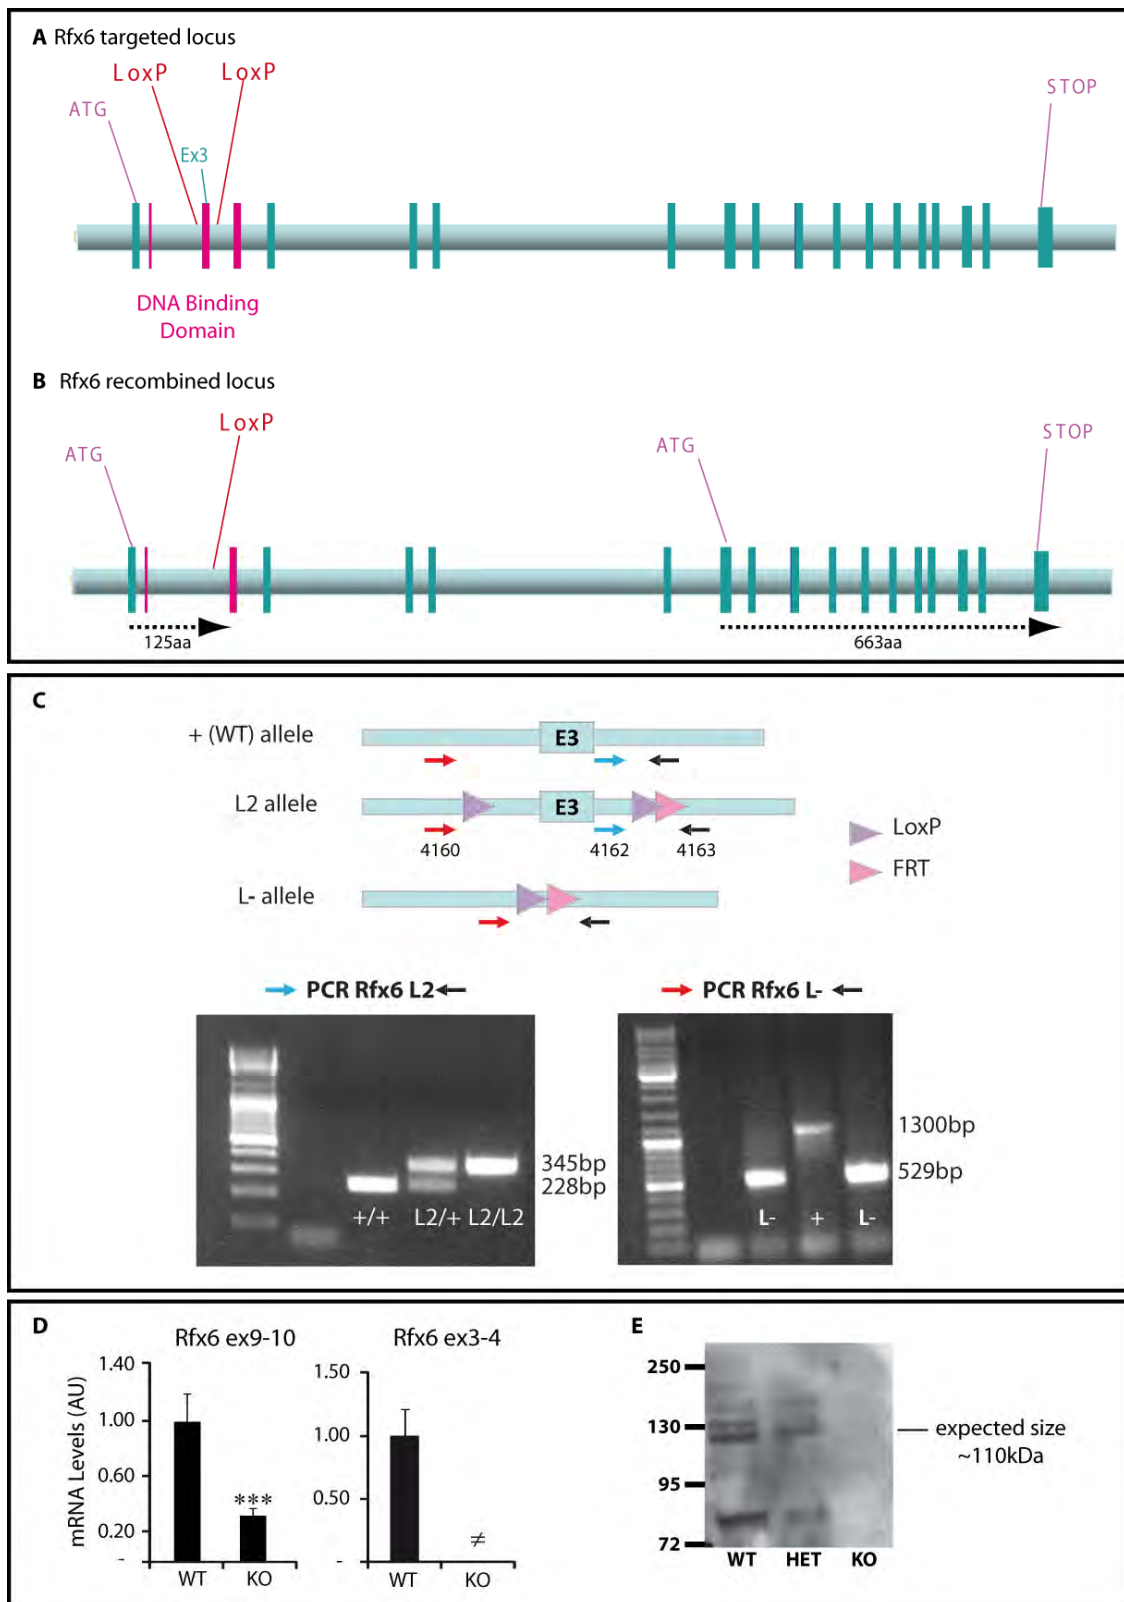 A Rfx6 targeted locus
LoxP LoxP
ATG STOP
Ex3
DNA Binding
Domain
B Rfx6 recombined locus
LoxP
ATG ATG STOP
125aa 663aa
C
+ (WT) allele E3
L2 allele E3
4160 4162 4163
LoxP
FRT
L- allele
PCR Rfx6 L2
345bp
228bp
+/+ L2/+ L2/L2
PCR Rfx6 L-
1300bp
529bp
L- + L-
D
Rfx6 ex9-10
mRNA Levels (AU)
1.40
1.00
0.60
0.20
-
***
WT KO
Rfx6 ex3-4
1.50
1.00
0.50
-
≠
WT KO
E
250
130
95
72
expected size
~110kDa
WT HET KO